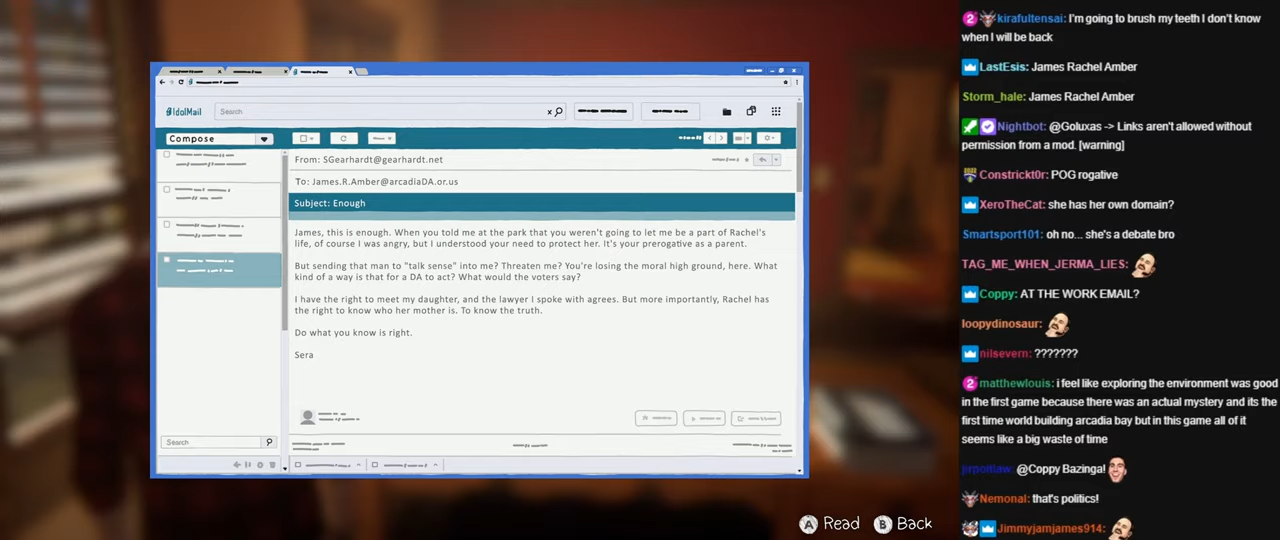 IdolMail
Search
x
Compose
From: SGearhardt@gearhardt.net
To: James.R.Amber@arcadiaDA.or.us
Subject: Enough
James, this is enough. When you told me at the park that you weren't going to let me be a part of Rachel's
life, of course I was angry, but I understood your need to protect her. It's your prerogative as a parent.
But sending that man to "talk sense" into me? Threaten me? You're losing the moral high ground, here. What
kind of a way is that for a DA to act? What would the voters say?
I have the right to meet my daughter, and the lawyer I spoke with agrees. But more importantly, Rachel has
the right to know who her mother is. To know the truth.
Do what you know is right.
Sera
Search
A Read B Back
2 kirafultensai: I'm going to brush my teeth I don't know
when I will be back
LastEsis: James Rachel Amber
Storm_hale: James Rachel Amber
Nightbot: @Goluxas -> Links aren't allowed without
permission from a mod. [warning]
Constrickt0r: POG rogative
XeroTheCat: she has her own domain?
Smartsport101: oh no... she's a debate bro
TAG_ME_WHEN_JERMA_LIES:
Coppy: AT THE WORK EMAIL?
loopydinosaur:
nilsevern: ???????
2 matthewlouis: i feel like exploring the environment was good
in the first game because there was an actual mystery and its the
first time world building arcadia bay but in this game all of it
seems like a big waste of time
@Coppy Bazinga!
Nemonal: that's politics!
Jimmyjamjames914: